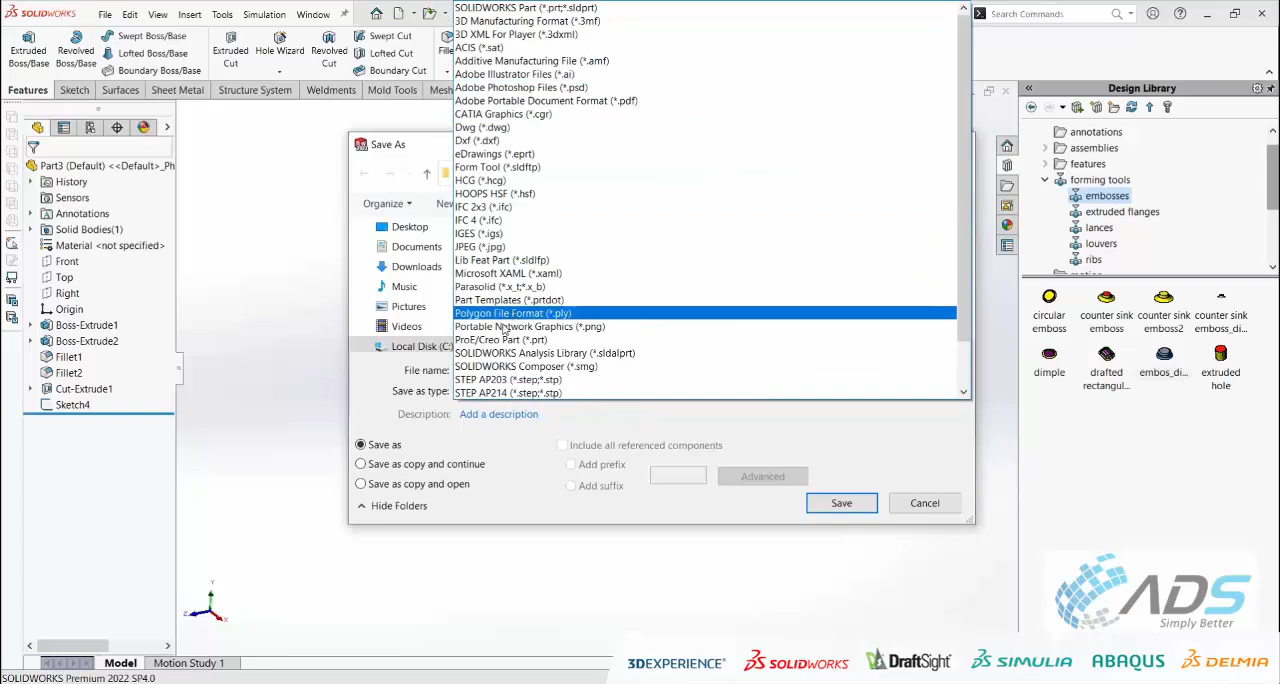 SOLIDWORKS
File Edit View Insert Tools Simulation Window
Search Commands
Extruded Boss/Base
Revolved Boss/Base
Swept Boss/Base
Lofted Boss/Base
Boundary Boss/Base
Extruded Cut
Hole Wizard
Revolved Cut
Swept Cut
Lofted Cut
Boundary Cut
Features Sketch Surfaces Sheet Metal Structure System Weldments Mold Tools
Part3 (Default) <<Default>_Ph
History
Sensors
Annotations
Solid Bodies(1)
Material <not specified>
Front
Top
Right
Origin
Boss-Extrude1
Boss-Extrude2
Fillet1
Fillet2
Cut-Extrude1
Sketch4
Save As
Organize
Desktop
Documents
Downloads
Music
Pictures
Videos
Local Disk (C:)
File name:
Save as type:
SOLIDWORKS Part (*.prt;*.sldprt)
3D Manufacturing Format (*.3mf)
3D XML For Player (*.3dxml)
ACIS (*.sat)
Additive Manufacturing File (*.amf)
Adobe Illustrator Files (*.ai)
Adobe Photoshop Files (*.psd)
Adobe Portable Document Format (*.pdf)
CATIA Graphics (*.cgr)
Dwg (*.dwg)
Dxf (*.dxf)
eDrawings (*.eprt)
Form Tool (*.sldftp)
HCG (*.hcg)
HOOPS HSF (*.hsf)
IFC 2x3 (*.ifc)
IFC 4 (*.ifc)
IGES (*.igs)
JPEG (*.jpg)
Lib Feat Part (*.sldlfp)
Microsoft XAML (*.xaml)
Parasolid (*.x_t;*.x_b)
Part Templates (*.prtdot)
Polygon File Format (*.ply)
Portable Network Graphics (*.png)
ProE/Creo Part (*.prt)
SOLIDWORKS Analysis Library (*.sldalprt)
SOLIDWORKS Composer (*.smg)
STEP AP203 (*.step;*.stp)
STEP AP214 (*.step;*.stp)
Description: Add a description
Save as
Save as copy and continue
Save as copy and open
Include all referenced components
Add prefix
Add suffix
Advanced
Hide Folders
Save Cancel
Design Library
annotations
assemblies
features
forming tools
embosses
extruded flanges
lances
louvers
ribs
circular emboss
counter sink emboss
counter sink emboss2
counter sink emboss_di...
dimple
drafted rectangul...
embos_di...
extruded hole
Y
Z
X
Model Motion Study 1
SOLIDWORKS Premium 2022 SP4.0
ADS
Simply Better
3DEXPERIENCE® SOLIDWORKS DraftSight® SIMULIA ABAQUS DELMIA